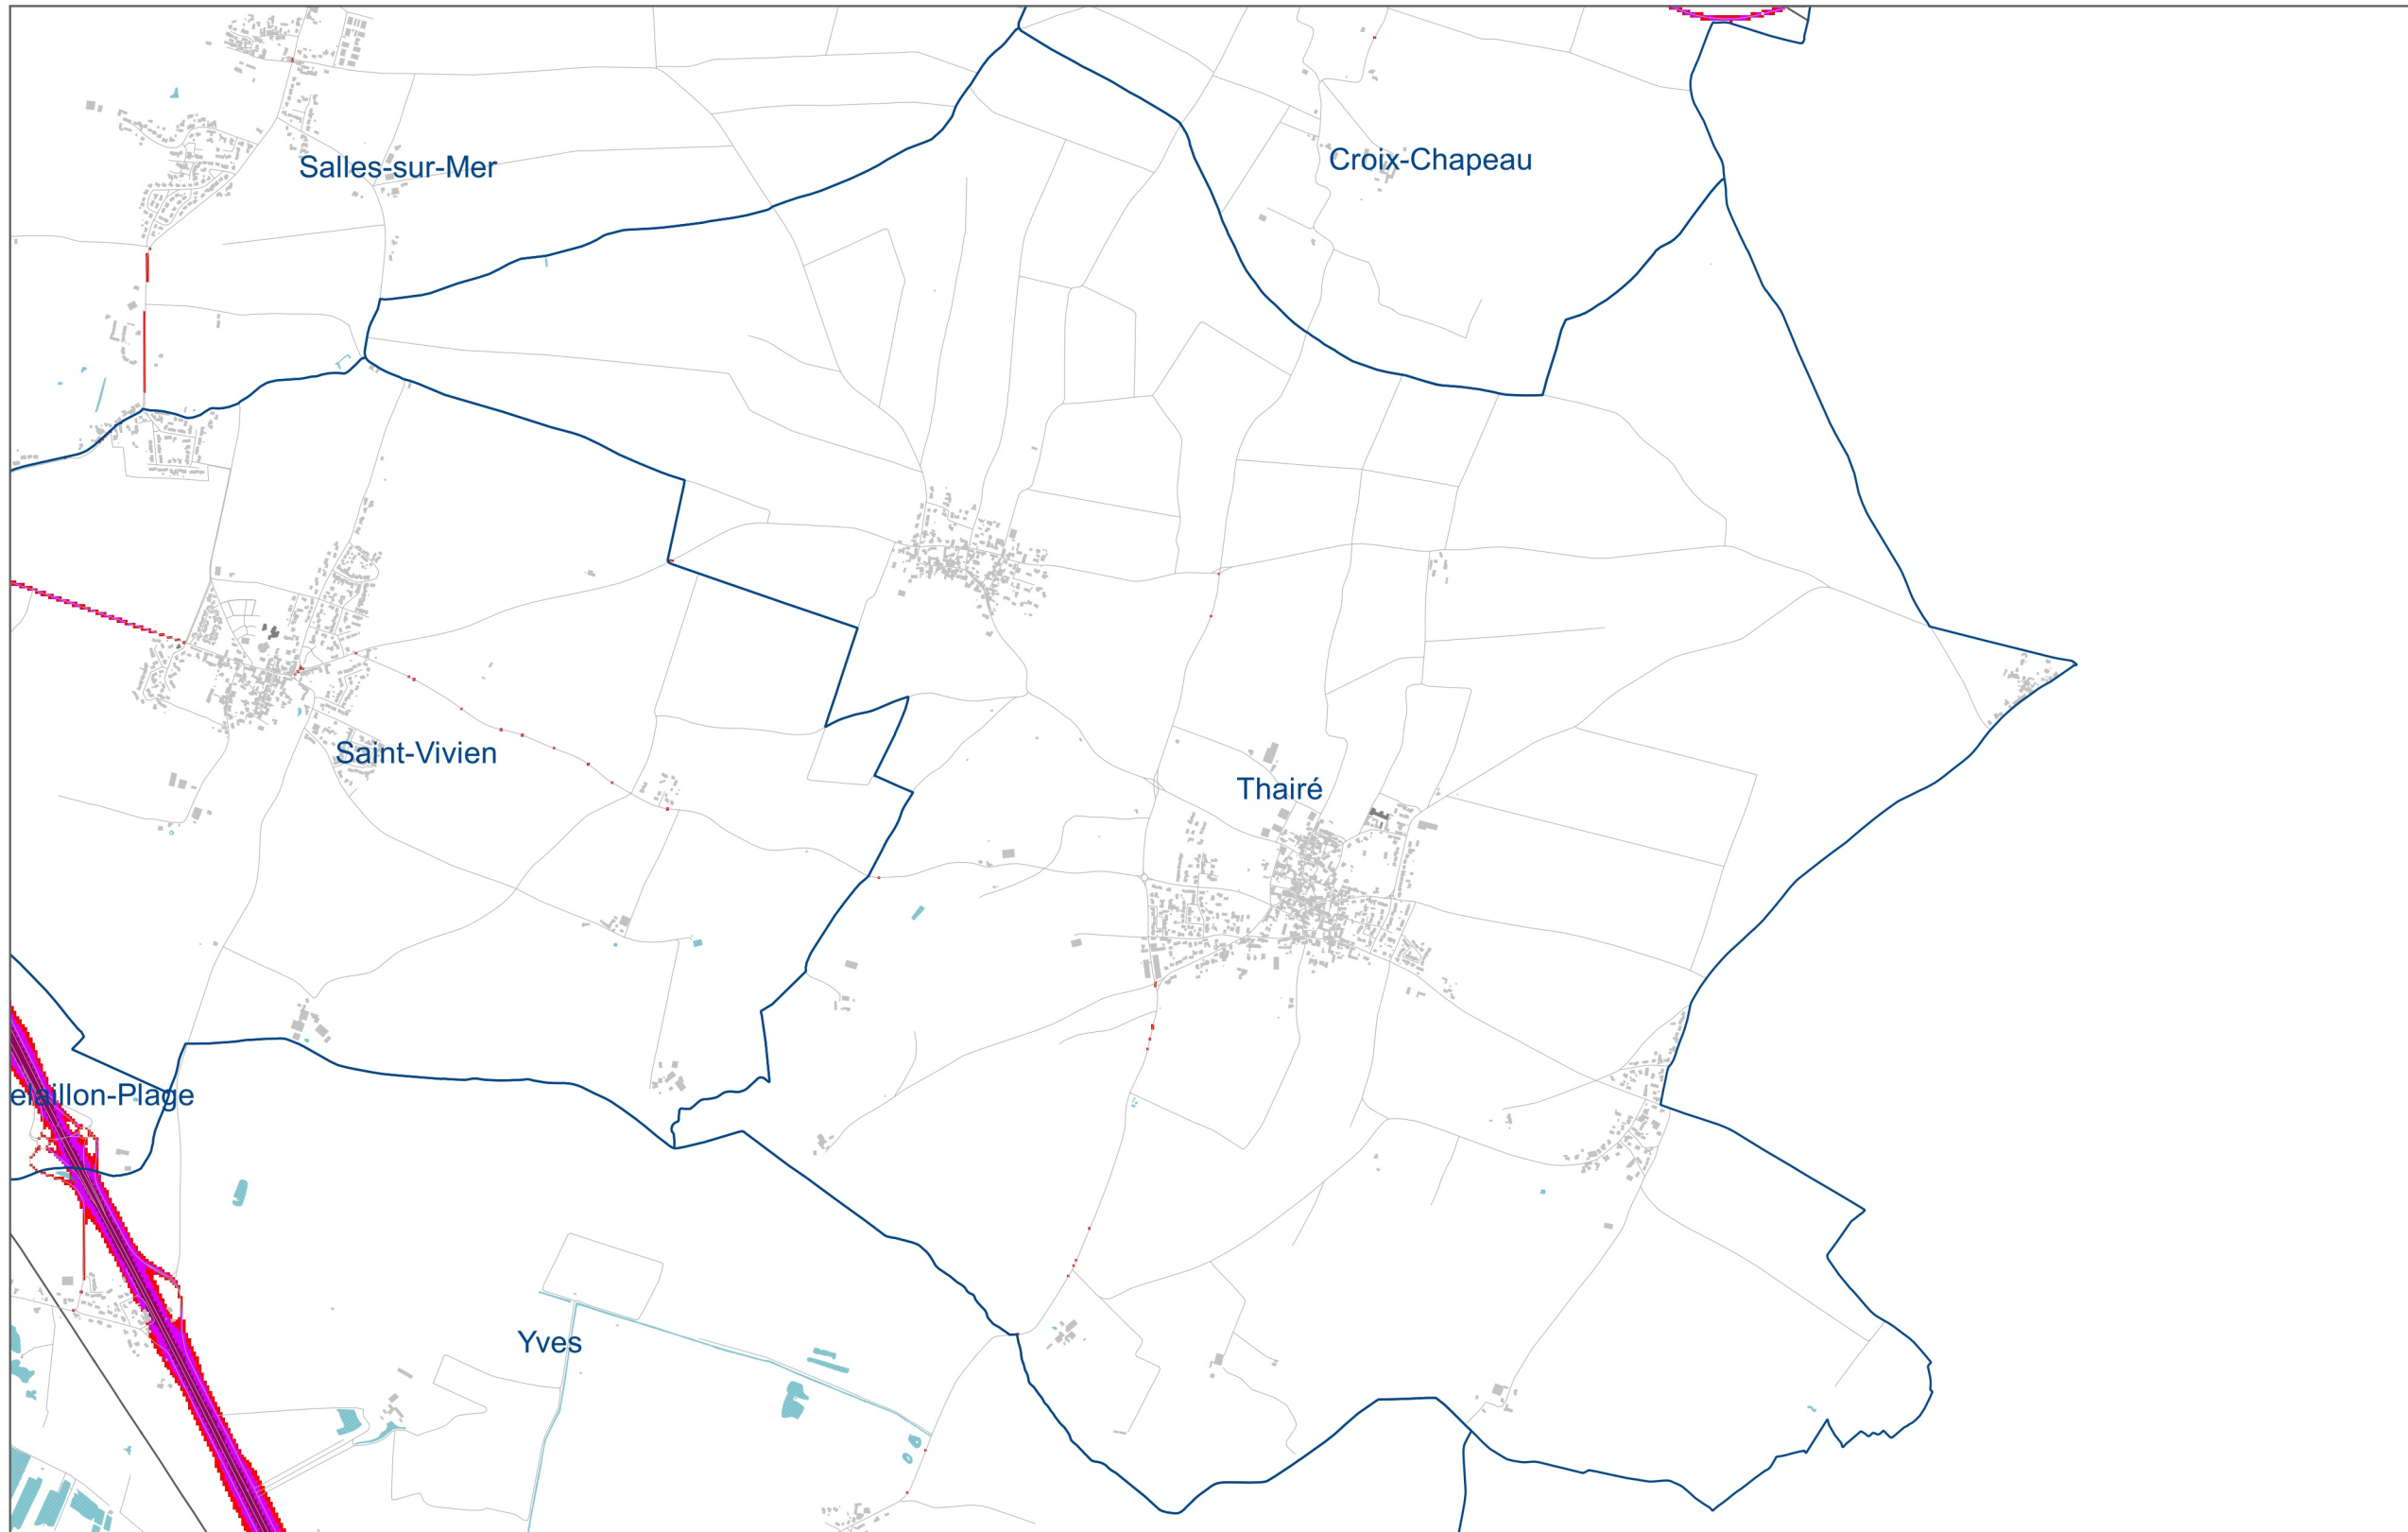 Croix-Chapeau
Salles-sur-Mer
Saint-Vivien
Thairé
elaillon-Plage
Yves